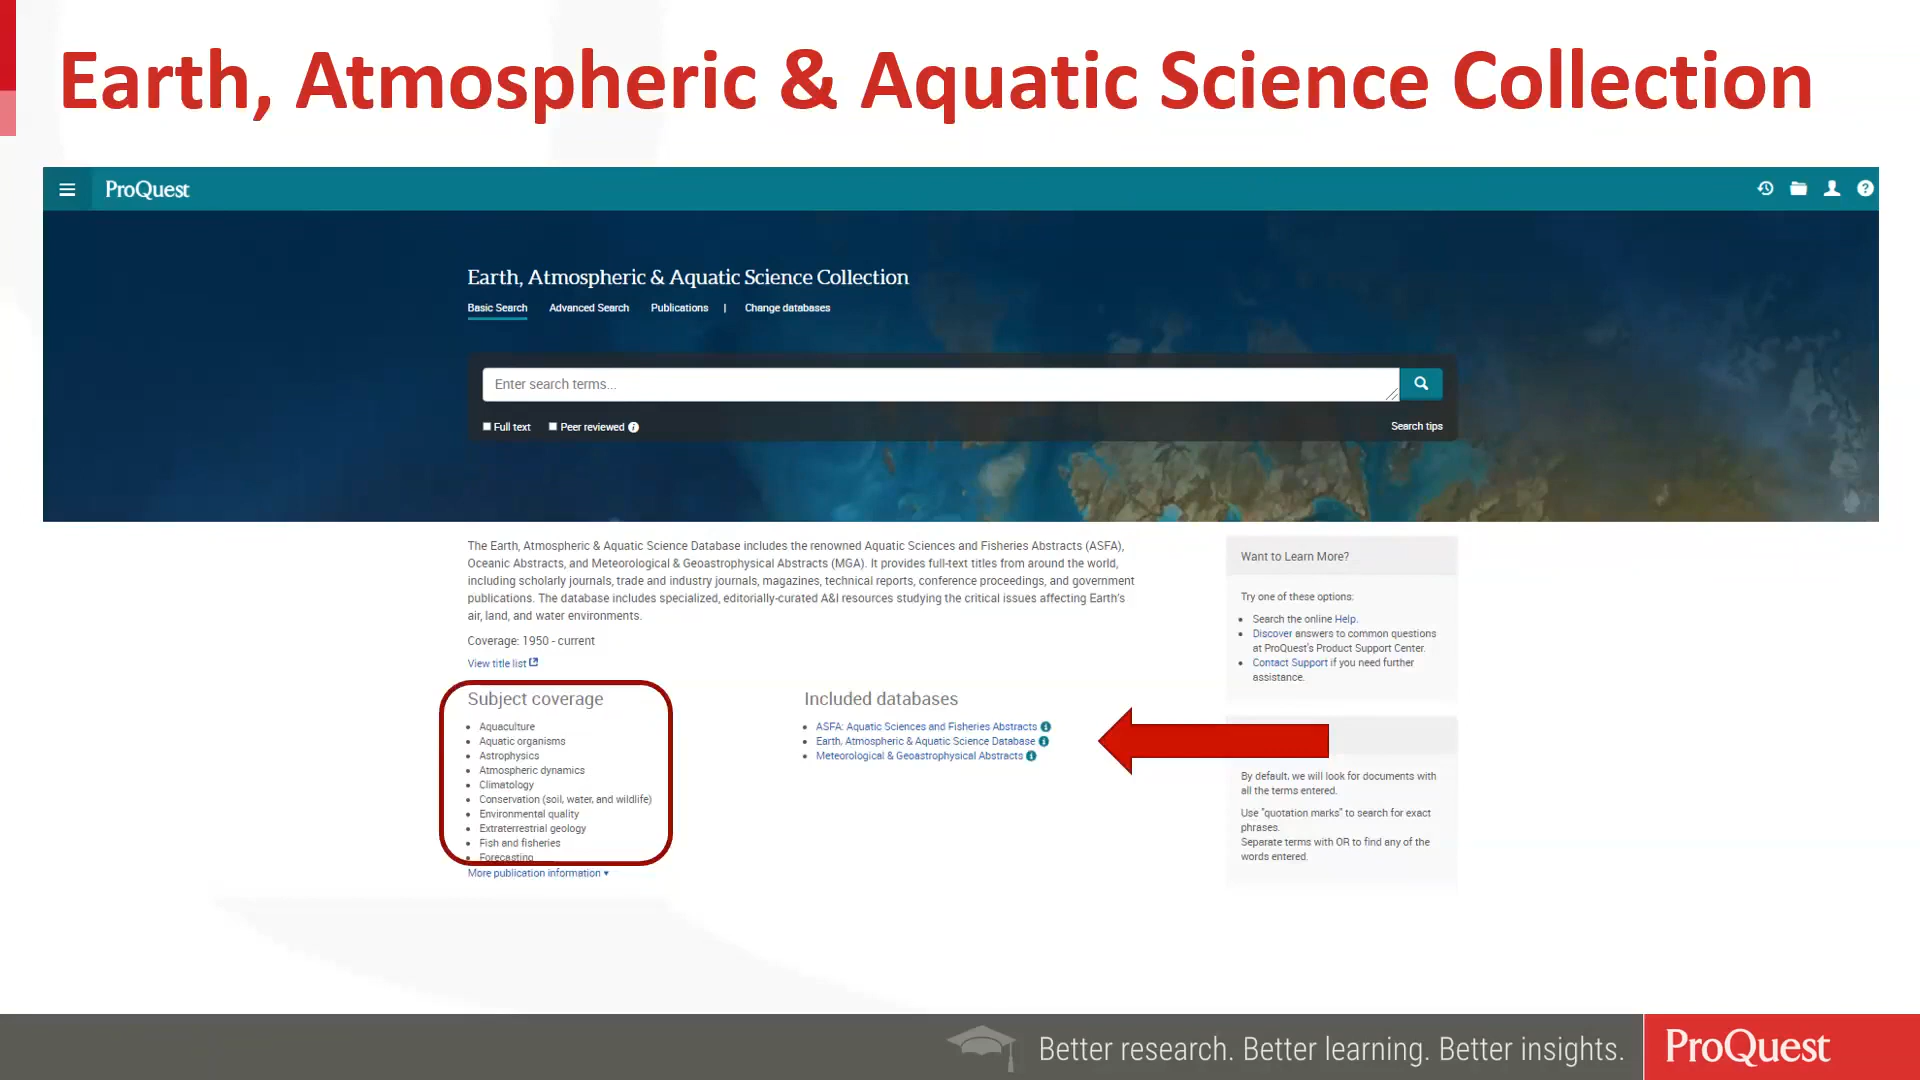 Earth, Atmospheric & Aquatic Science Collection
ProQuest
Earth, Atmospheric & Aquatic Science Collection
Basic Search Advanced Search Publications | Change databases
Enter search terms...
Full text Peer reviewed
Search tips
The Earth, Atmospheric & Aquatic Science Database includes the renowned Aquatic Sciences and Fisheries Abstracts (ASFA),
Oceanic Abstracts, and Meteorological & Geoastrophysical Abstracts (MGA). It provides full-text titles from around the world,
including scholarly journals, trade and industry journals, magazines, technical reports, conference proceedings, and government
publications. The database includes specialized, editorially-curated A&I resources studying the critical issues affecting Earth's
air, land, and water environments.
Coverage: 1950 - current
View title list
Subject coverage
Aquaculture
Aquatic organisms
Astrophysics
Atmospheric dynamics
Climatology
Conservation (soil, water, and wildlife)
Environmental quality
Extraterrestrial geology
Fish and fisheries
Forecasting
More publication information
Included databases
ASFA: Aquatic Sciences and Fisheries Abstracts
Earth, Atmospheric & Aquatic Science Database
Meteorological & Geoastrophysical Abstracts
Want to Learn More?
Try one of these options:
Search the online Help.
Discover answers to common questions
at ProQuest's Product Support Center.
Contact Support if you need further
assistance.
By default, we will look for documents with
all the terms entered.
Use "quotation marks" to search for exact
phrases.
Separate terms with OR to find any of the
words entered.
Better research. Better learning. Better insights.
ProQuest